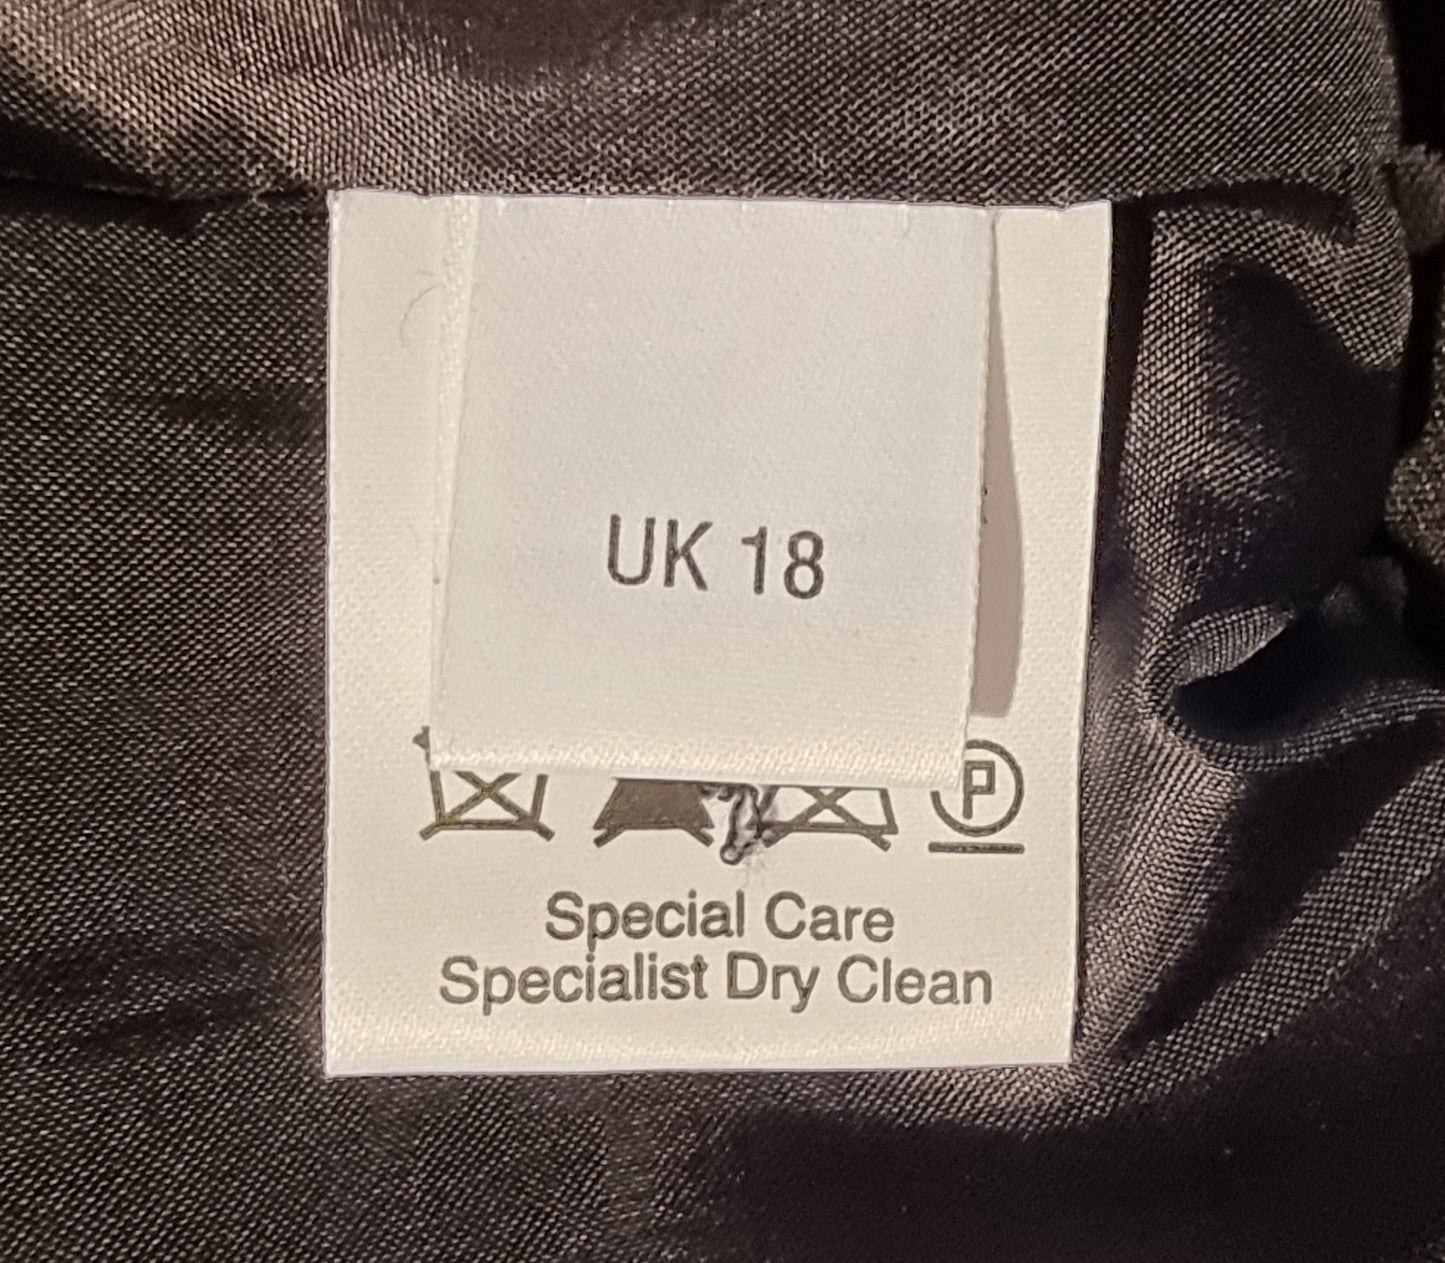 UK 18
P
Special Care
Specialist Dry Clean